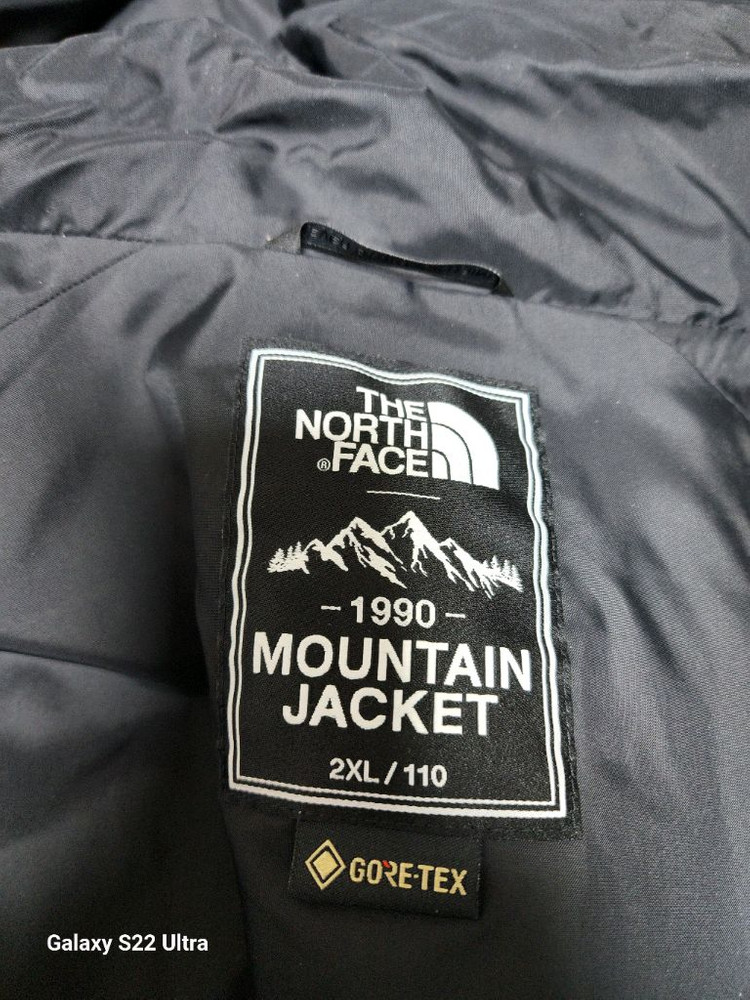 THE
NORTH
®FACE
- 1990 -
MOUNTAIN
JACKET
2XL / 110
GORE-TEX
Galaxy S22 Ultra